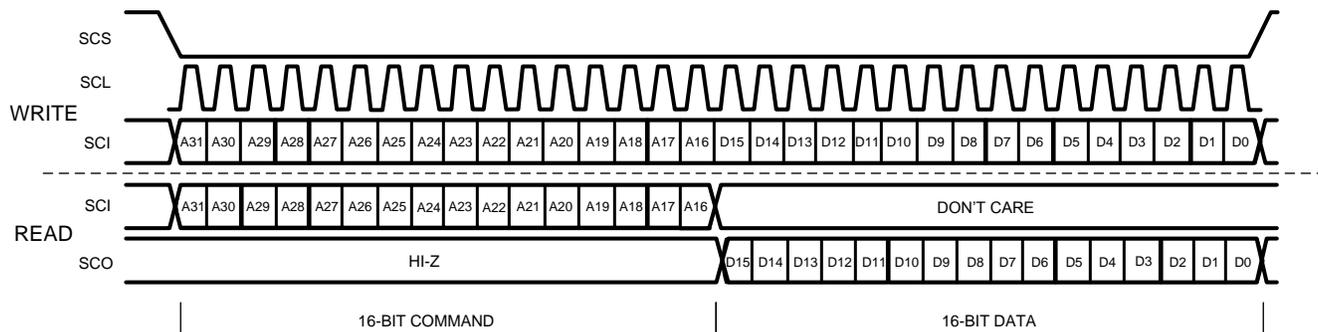 SCS
SCL
WRITE
SCI A31 A30 A29 A28 A27 A26 A25 A24 A23 A22 A21 A20 A19 A18 A17 A16 D15 D14 D13 D12 D11 D10 D9 D8 D7 D6 D5 D4 D3 D2 D1 D0
SCI A31 A30 A29 A28 A27 A26 A25 A24 A23 A22 A21 A20 A19 A18 A17 A16 DON'T CARE
READ
SCO HI-Z D15 D14 D13 D12 D11 D10 D9 D8 D7 D6 D5 D4 D3 D2 D1 D0
16-BIT COMMAND 16-BIT DATA